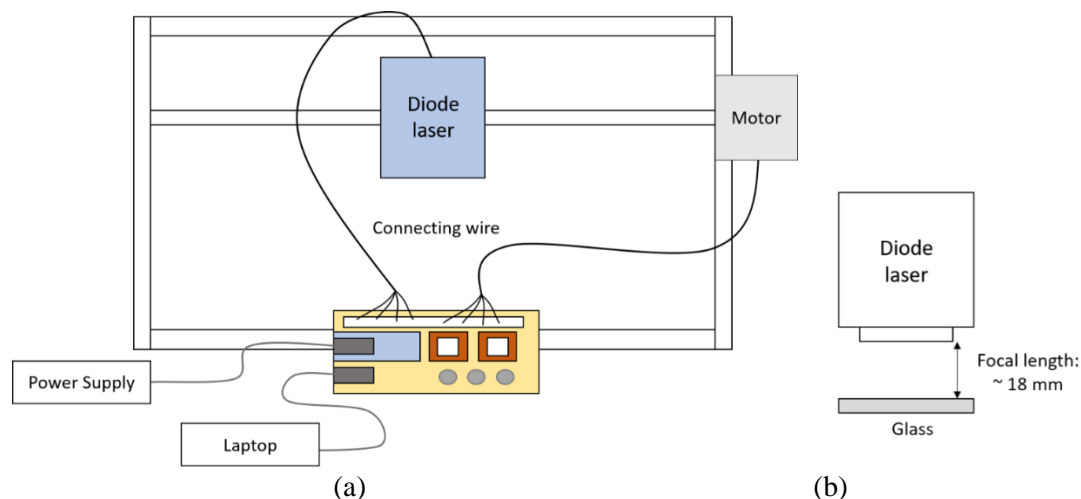 Diode
laser
Motor
Connecting wire
Power Supply
Laptop
(a)
Diode
laser
Focal length:
~ 18 mm
Glass
(b)